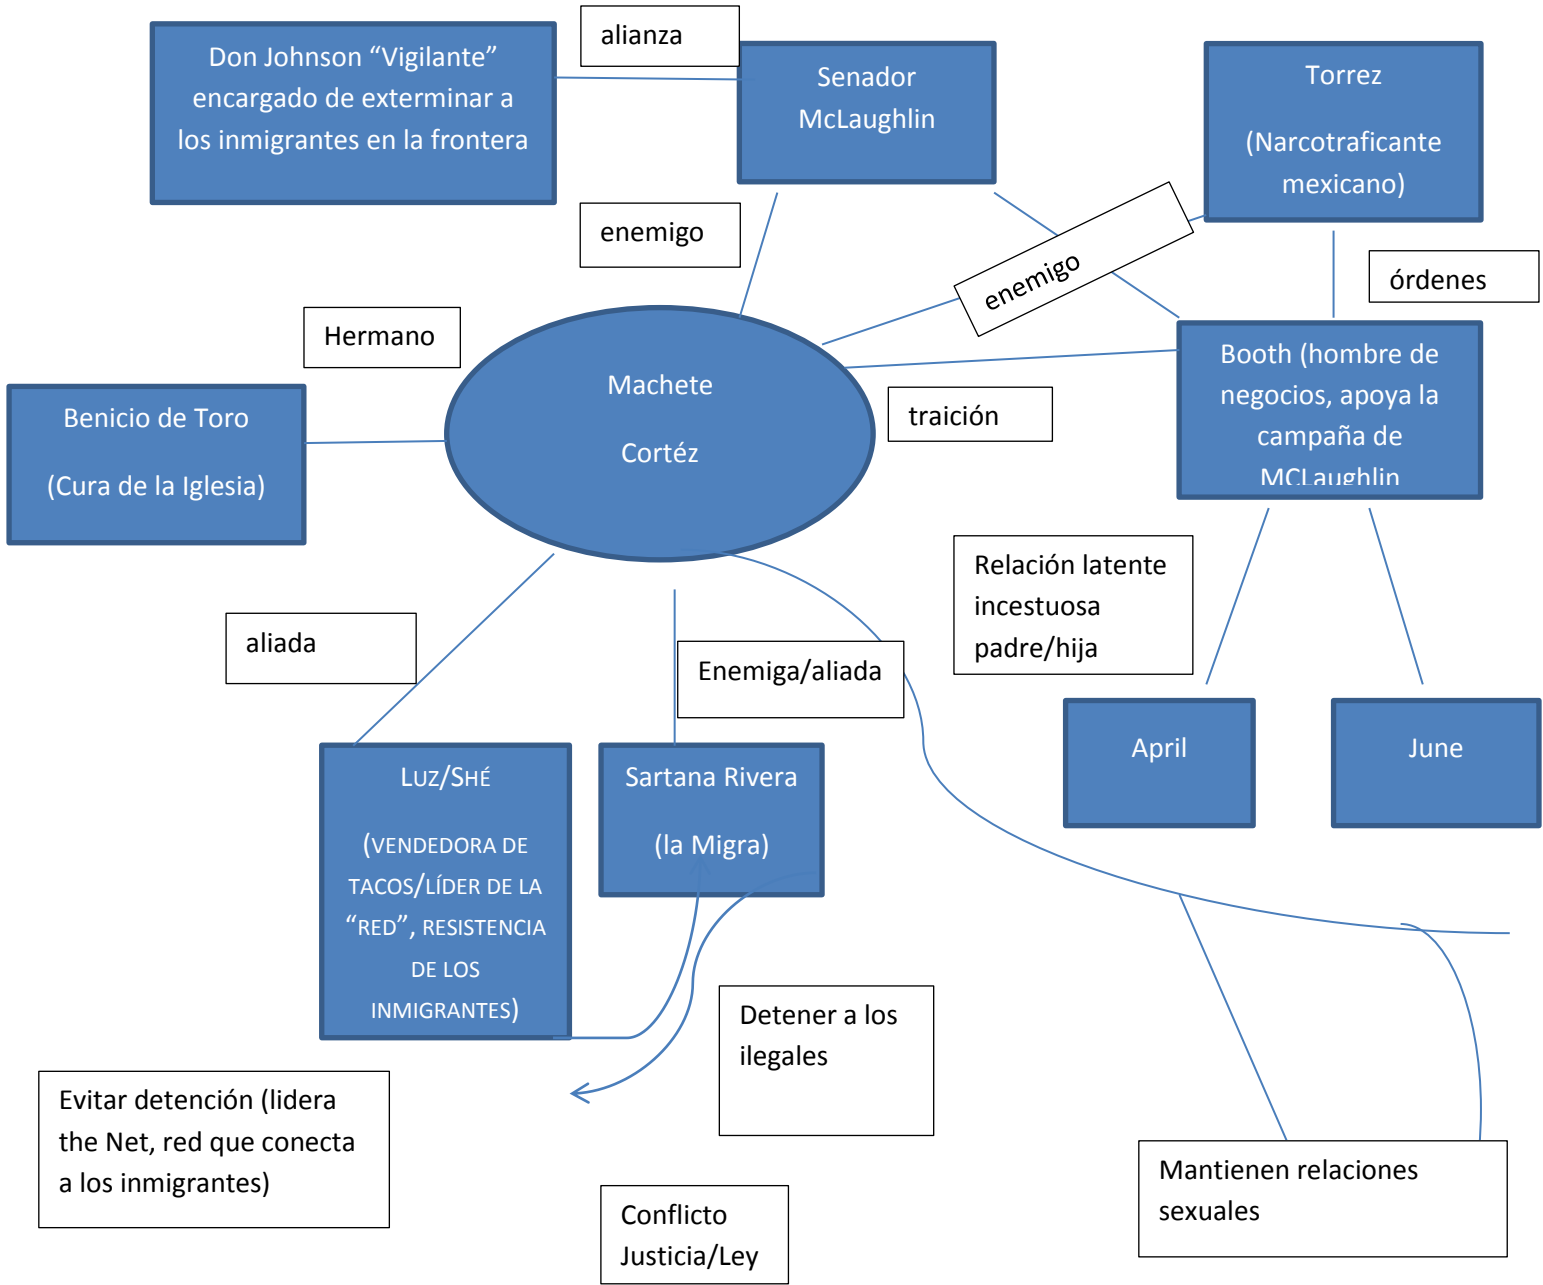 alianza
Don Johnson “Vigilante”
encargado de exterminar a
los inmigrantes en la frontera
Senador
McLaughlin
Torrez
(Narcotraficante
mexicano)
enemigo
enemigo
órdenes
Hermano
Machete
Cortéz
Booth (hombre de
negocios, apoya la
campaña de
MCLaughlin
traición
Benicio de Toro
(Cura de la Iglesia)
Relación latente
incestuosa
padre/hija
aliada
Enemiga/aliada
April
June
LUZ/SHÉ
(VENDEDORA DE
TACOS/LÍDER DE LA
“RED”, RESISTENCIA
DE LOS
INMIGRANTES)
Sartana Rivera
(la Migra)
Detener a los
ilegales
Evitar detención (lidera
the Net, red que conecta
a los inmigrantes)
Mantienen relaciones
sexuales
Conflicto
Justicia/Ley